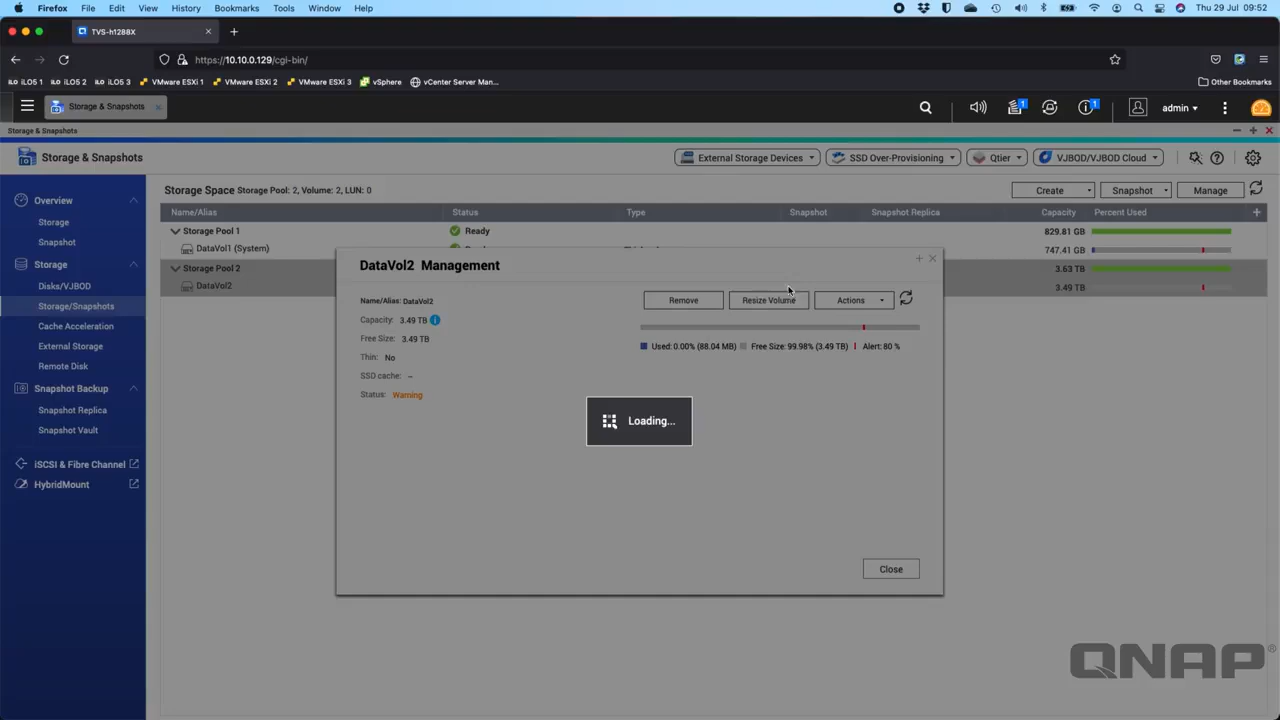 Firefox File Edit View History Bookmarks Tools Window Help Thu 29 Jul 09:52
TVS-h1288X
https://10.10.0.129/cgi-bin/
iLO iLO5 1 iLO iLO5 2 iLO iLO5 3 VMware ESXi 1 VMware ESXi 2 VMware ESXi 3 vSphere vCenter Server Man... Other Bookmarks
Storage & Snapshots 1 1 admin
Storage & Snapshots
Storage & Snapshots External Storage Devices SSD Over-Provisioning Qtier VJBOD/VJBOD Cloud
Overview
Storage
Snapshot
Storage
Disks/VJBOD
Storage/Snapshots
Cache Acceleration
External Storage
Remote Disk
Snapshot Backup
Snapshot Replica
Snapshot Vault
iSCSI & Fibre Channel
HybridMount
Storage Space Storage Pool: 2, Volume: 2, LUN: 0 Create Snapshot Manage
Name/Alias Status Type Snapshot Snapshot Replica Capacity Percent Used
Storage Pool 1 Ready 829.81 GB
DataVol1 (System) 747.41 GB
Storage Pool 2 3.63 TB
DataVol2 3.49 TB
DataVol2 Management
Name/Alias: DataVol2 Remove Resize Volume Actions
Capacity: 3.49 TB
Free Size: 3.49 TB
Used: 0.00% (88.04 MB) Free Size: 99.98% (3.49 TB) Alert: 80 %
Thin: No
SSD cache: –
Status: Warning
Loading...
Close
QNAP